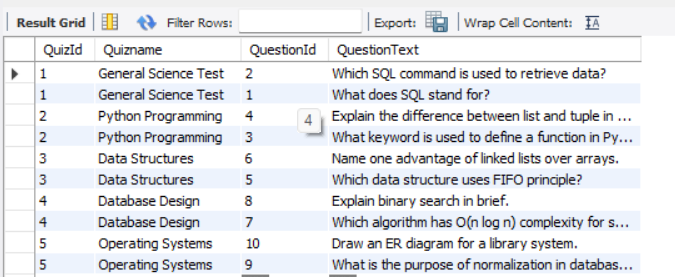 Result Grid Filter Rows: Export: Wrap Cell Content: IA
QuizId Quizname QuestionId QuestionText
1 General Science Test 2 Which SQL command is used to retrieve data?
1 General Science Test 1 What does SQL stand for?
2 Python Programming 4 Explain the difference between list and tuple in ...
4
2 Python Programming 3 What keyword is used to define a function in Py...
3 Data Structures 6 Name one advantage of linked lists over arrays.
3 Data Structures 5 Which data structure uses FIFO principle?
4 Database Design 8 Explain binary search in brief.
4 Database Design 7 Which algorithm has O(n log n) complexity for s...
5 Operating Systems 10 Draw an ER diagram for a library system.
5 Operating Systems 9 What is the purpose of normalization in databas...